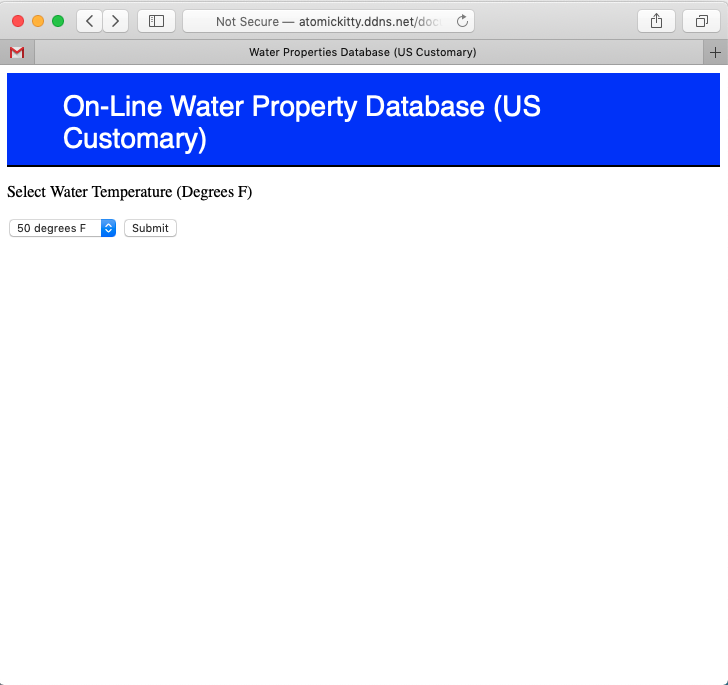 Not Secure — atomickitty.ddns.net/doc
Water Properties Database (US Customary)
On-Line Water Property Database (US
Customary)
Select Water Temperature (Degrees F)
50 degrees F Submit